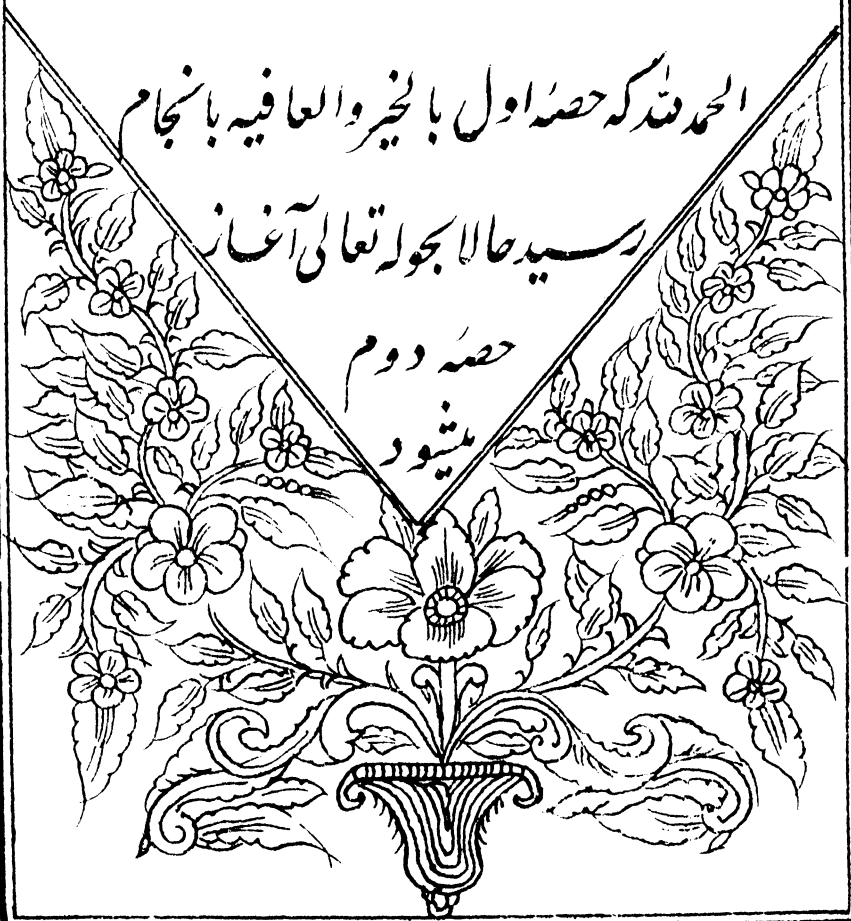 الحمد لله که حصهٔ اول بالخیر والعافیه بانجام
رسید حالا بحوله تعالی آغاز
حصهٔ دوم
میشود